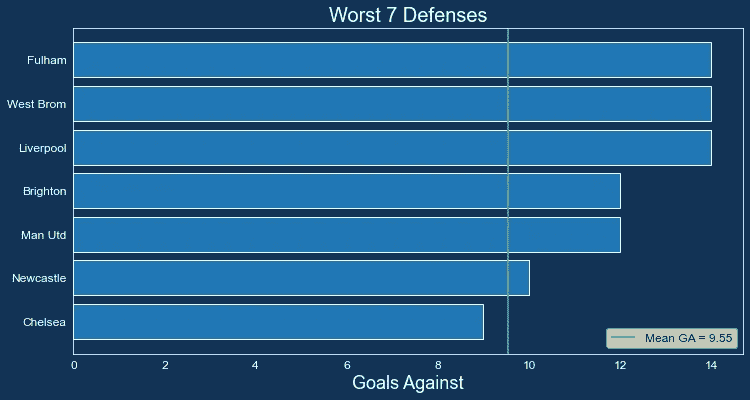 Worst 7 Defenses
Fulham
West Brom
Liverpool
Brighton
Man Utd
Newcastle
Chelsea
Mean GA = 9.55
0 2 4 6 8 10 12 14
Goals Against